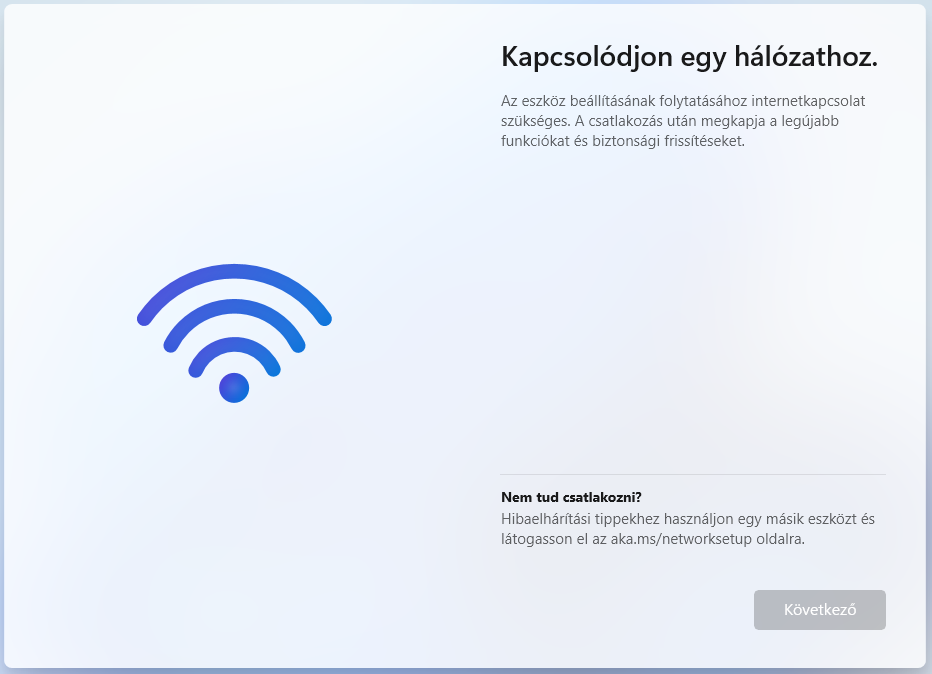 Kapcsolódjon egy hálózathoz.
Az eszköz beállításának folytatásához internetkapcsolat
szükséges. A csatlakozás után megkapja a legújabb
funkciókat és biztonsági frissítéseket.
Nem tud csatlakozni?
Hibaelhárítási tippekhez használjon egy másik eszközt és
látogasson el az aka.ms/networksetup oldalra.
Következő